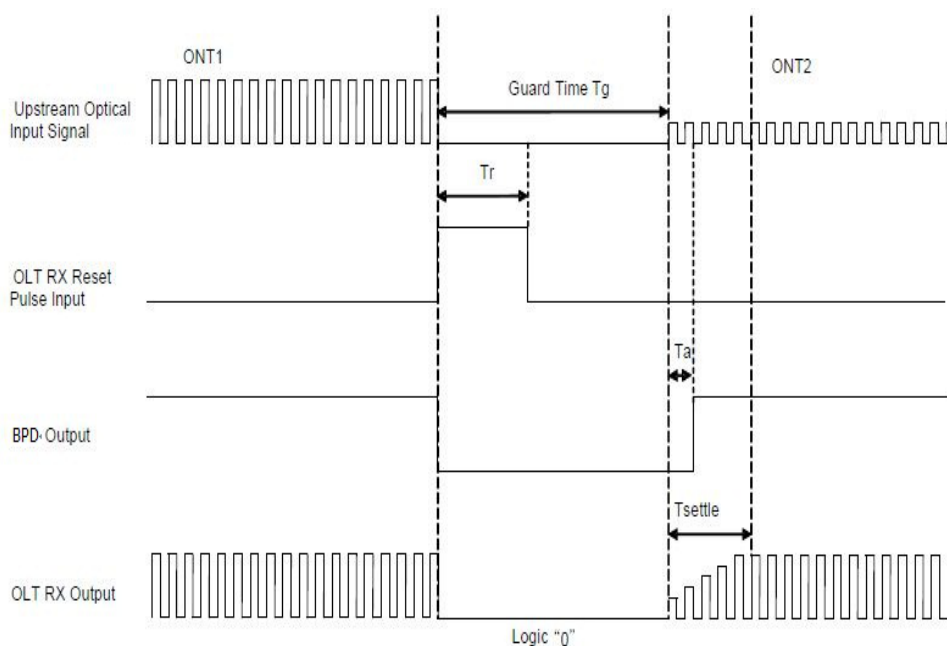 ONT1
ONT2
Guard Time Tg
Upstream Optical
Input Signal
Tr
OLT RX Reset
Pulse Input
Ta
BPD. Output
Tsettle
OLT RX Output
Logic "0"